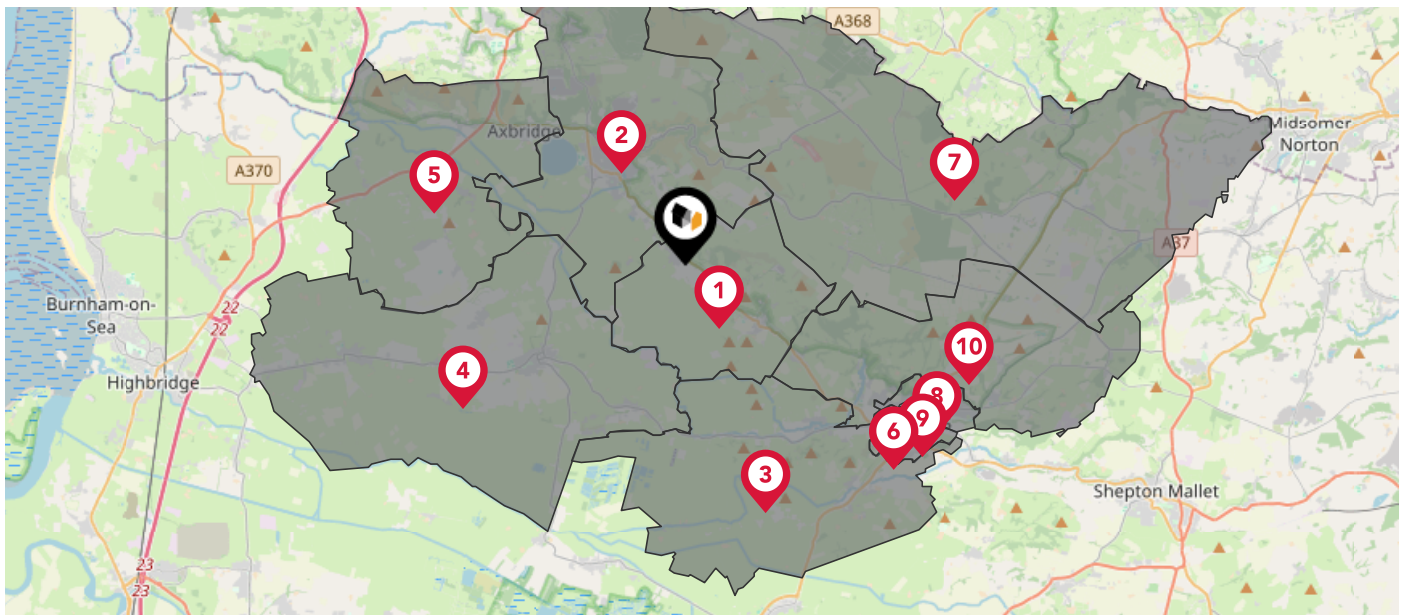 A368
2
Axbridge
Midsomer
Norton
7
A370
5
1
A37
Burnham-on-
Sea
22
22
10
4
Highbridge
8
9
6
3
Shepton Mallet
23
23